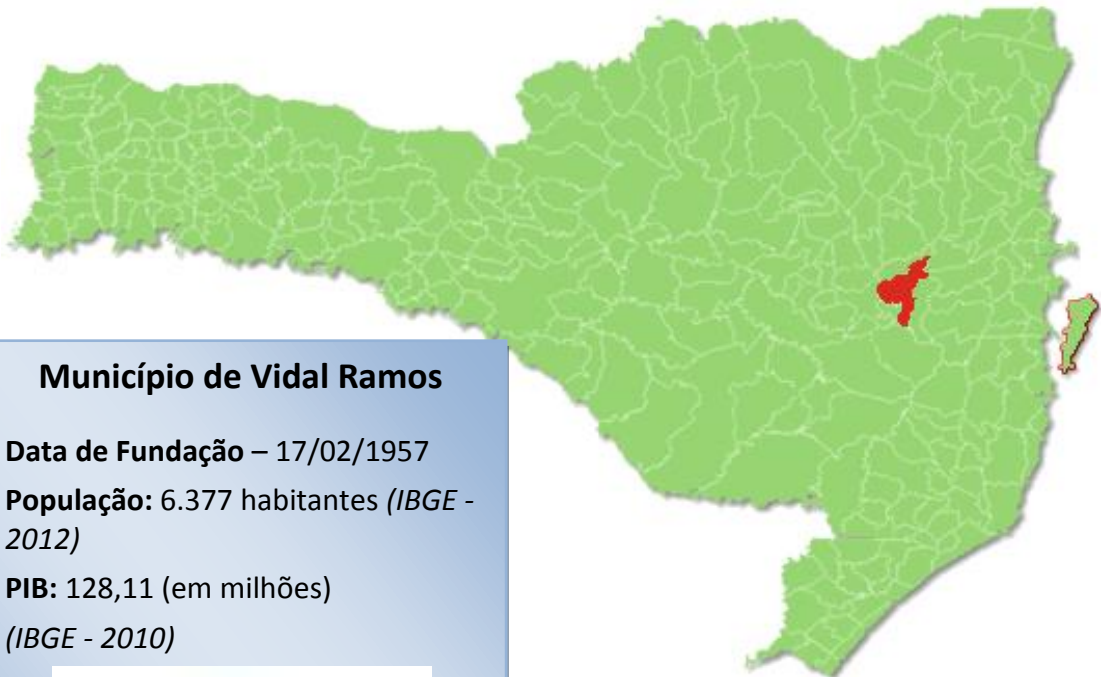 Município de Vidal Ramos
Data de Fundação – 17/02/1957
População: 6.377 habitantes (IBGE -
2012)
PIB: 128,11 (em milhões)
(IBGE - 2010)